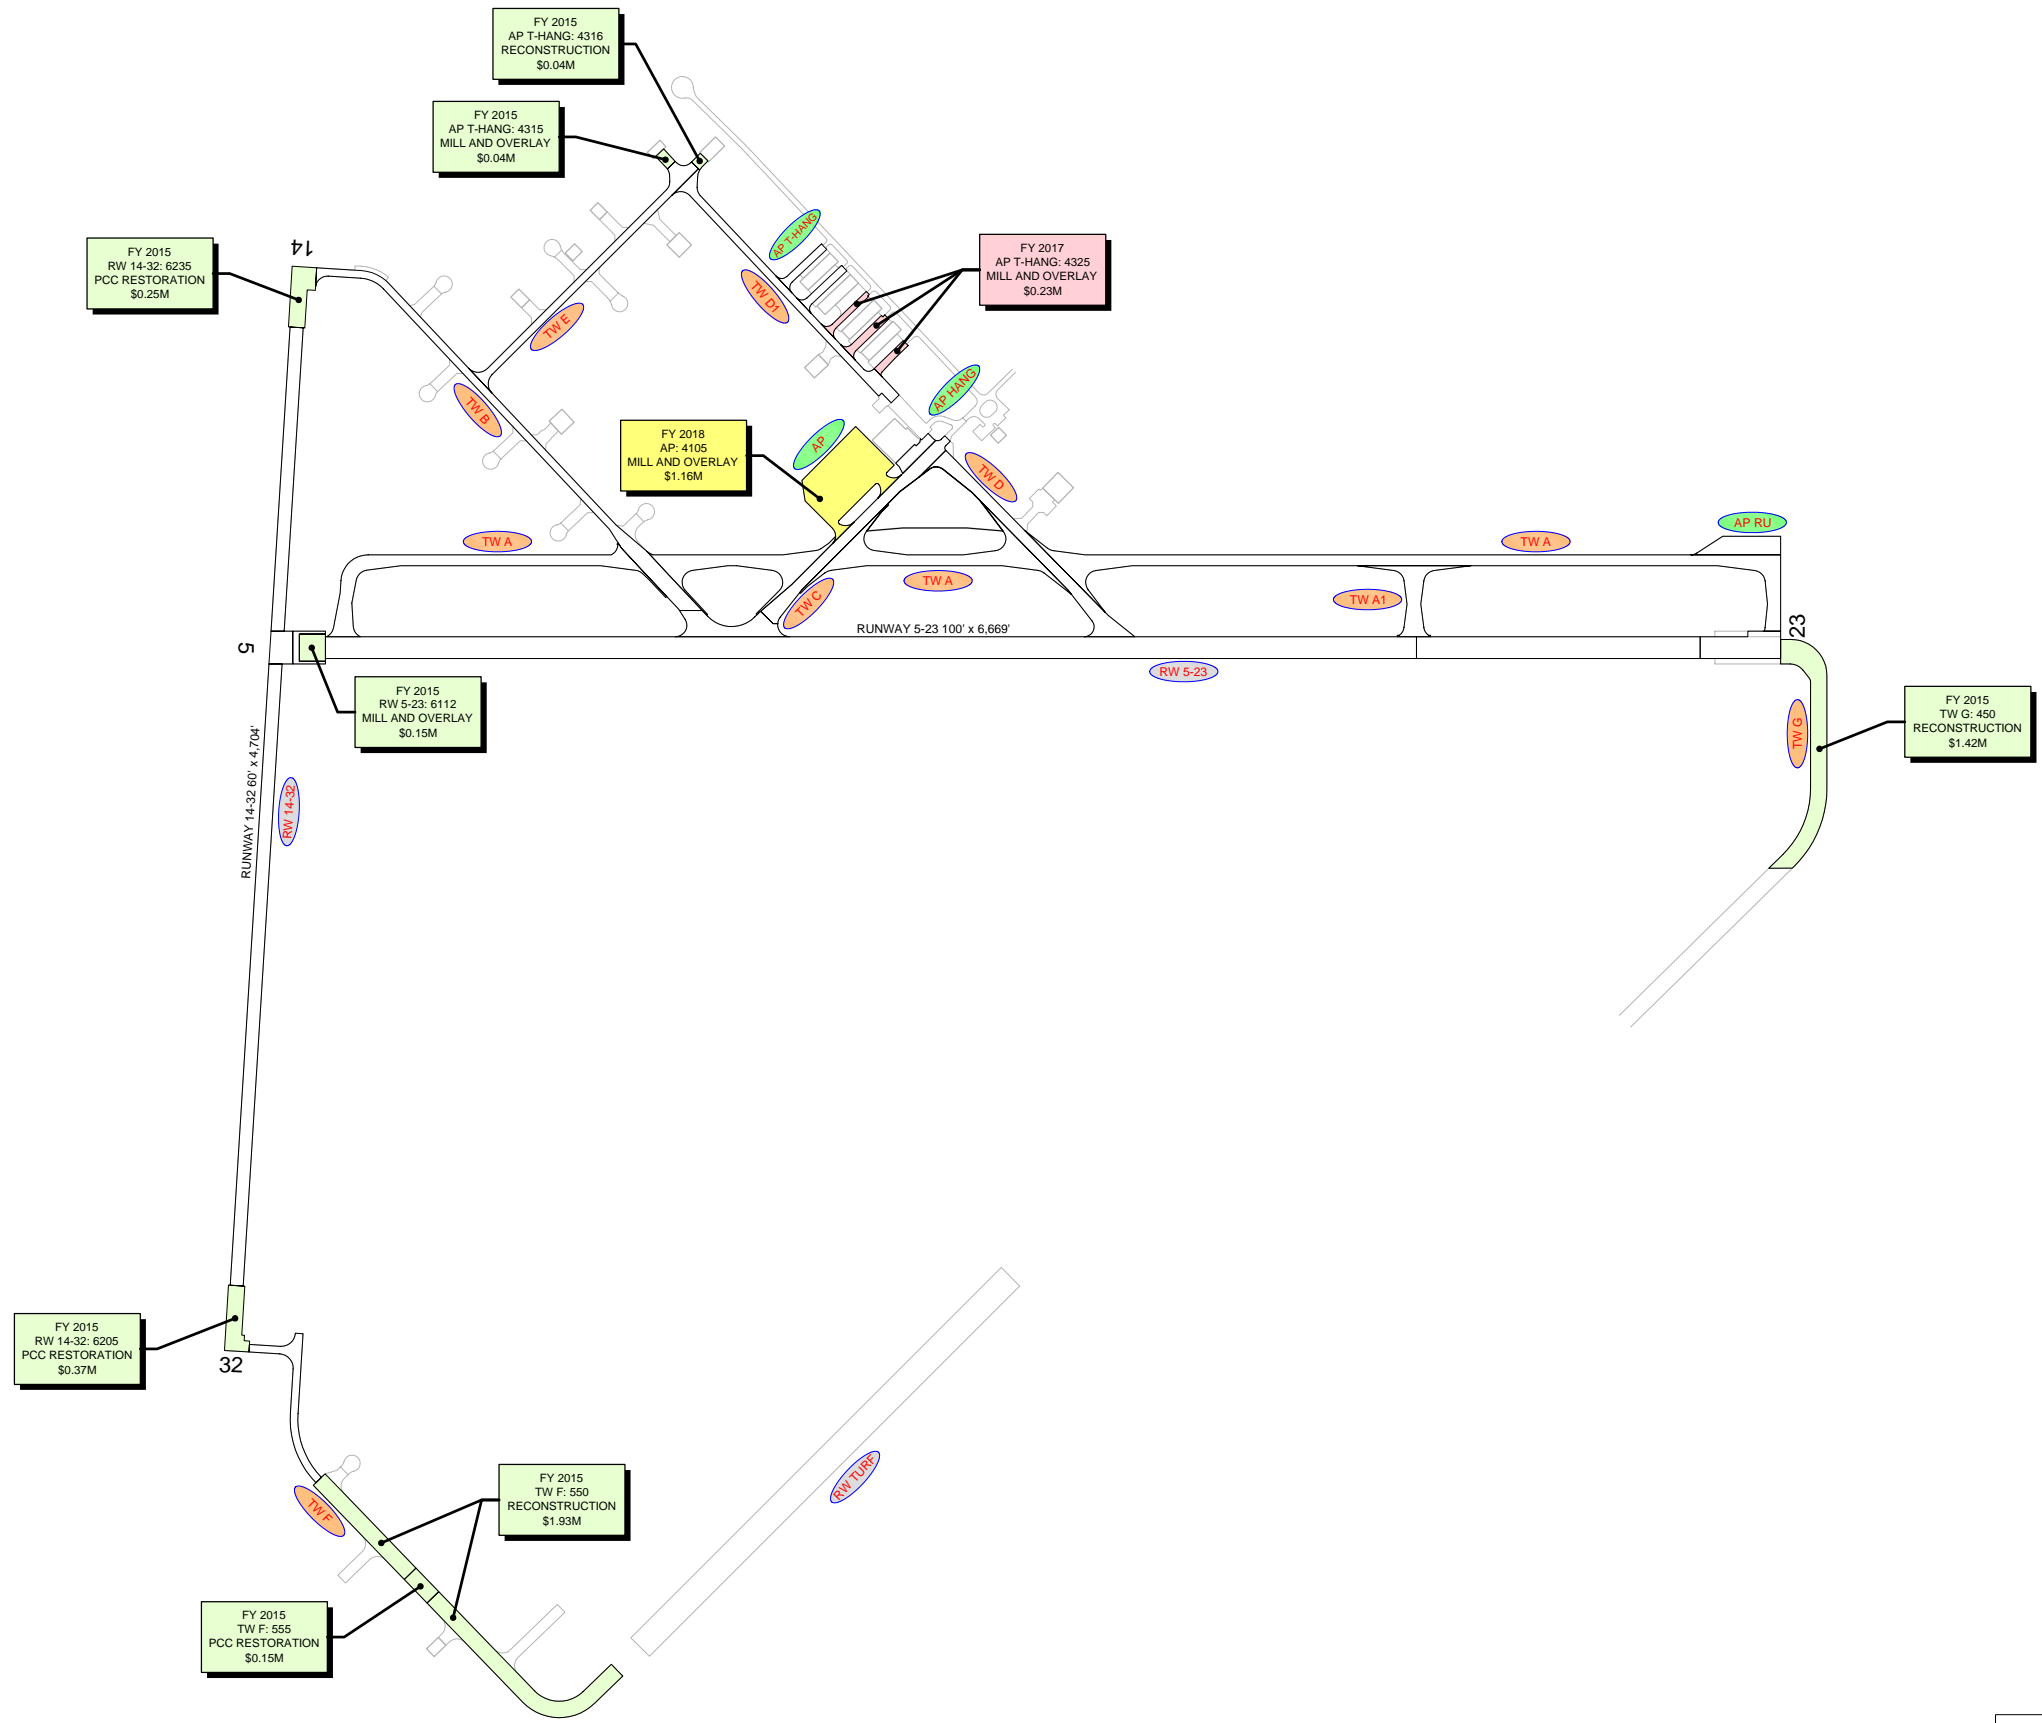 FY 2015
AP T-HANG: 4316
RECONSTRUCTION
$0.04M
FY 2015
AP T-HANG: 4315
MILL AND OVERLAY
$0.04M
FY 2015
RW 14-32: 6235
PCC RESTORATION
$0.25M
14
AP T-HANG
FY 2017
AP T-HANG: 4325
MILL AND OVERLAY
$0.23M
TW D1
TW E
TW B
AP HANG
FY 2018
AP: 4105
MILL AND OVERLAY
$1.16M
AP
TW D
TW A
TW A
AP RU
TW A
TW C
TW A1
RUNWAY 5-23 100' x 6,669'
5
23
RW 5-23
FY 2015
RW 5-23: 6112
MILL AND OVERLAY
$0.15M
TW G
FY 2015
TW G: 450
RECONSTRUCTION
$1.42M
RUNWAY 14-32 60' x 4,704'
RW 14-32
FY 2015
RW 14-32: 6205
PCC RESTORATION
$0.37M
32
RW TURF
TW F
FY 2015
TW F: 550
RECONSTRUCTION
$1.93M
FY 2015
TW F: 555
PCC RESTORATION
$0.15M